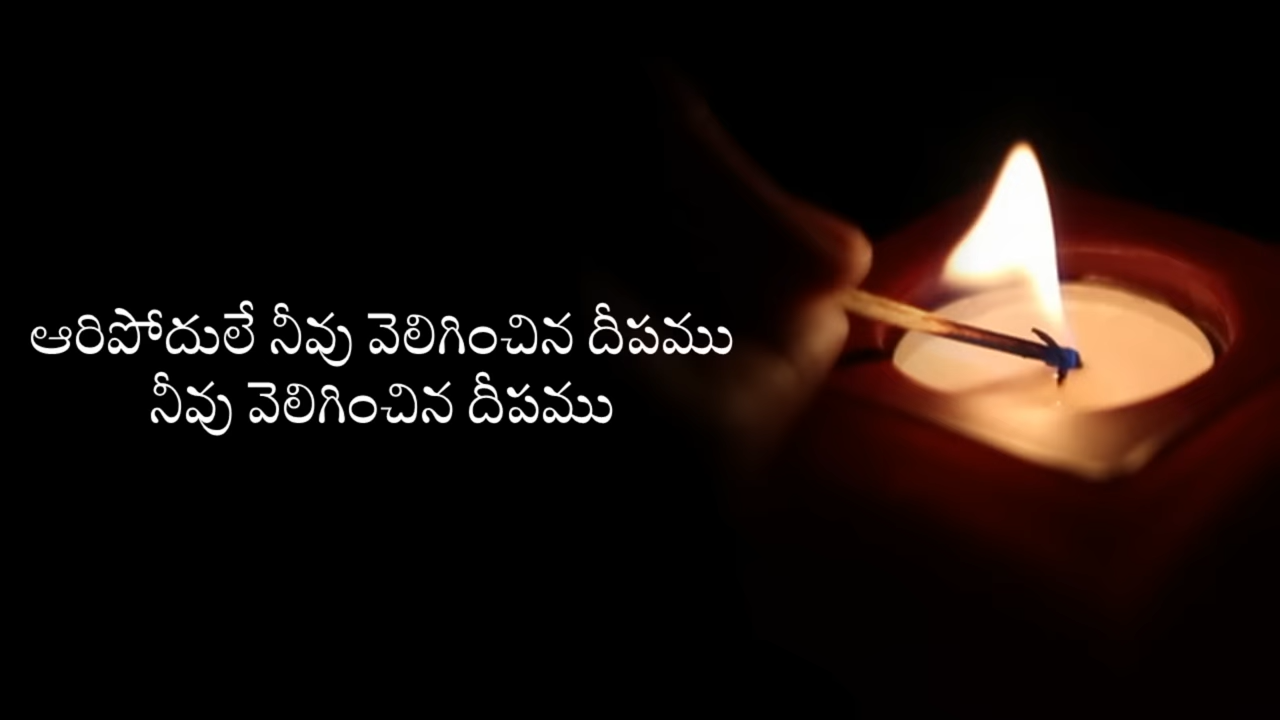 ఆరిపోదులే నీవు వెలిగించిన దీపము
నీవు వెలిగించిన దీపము